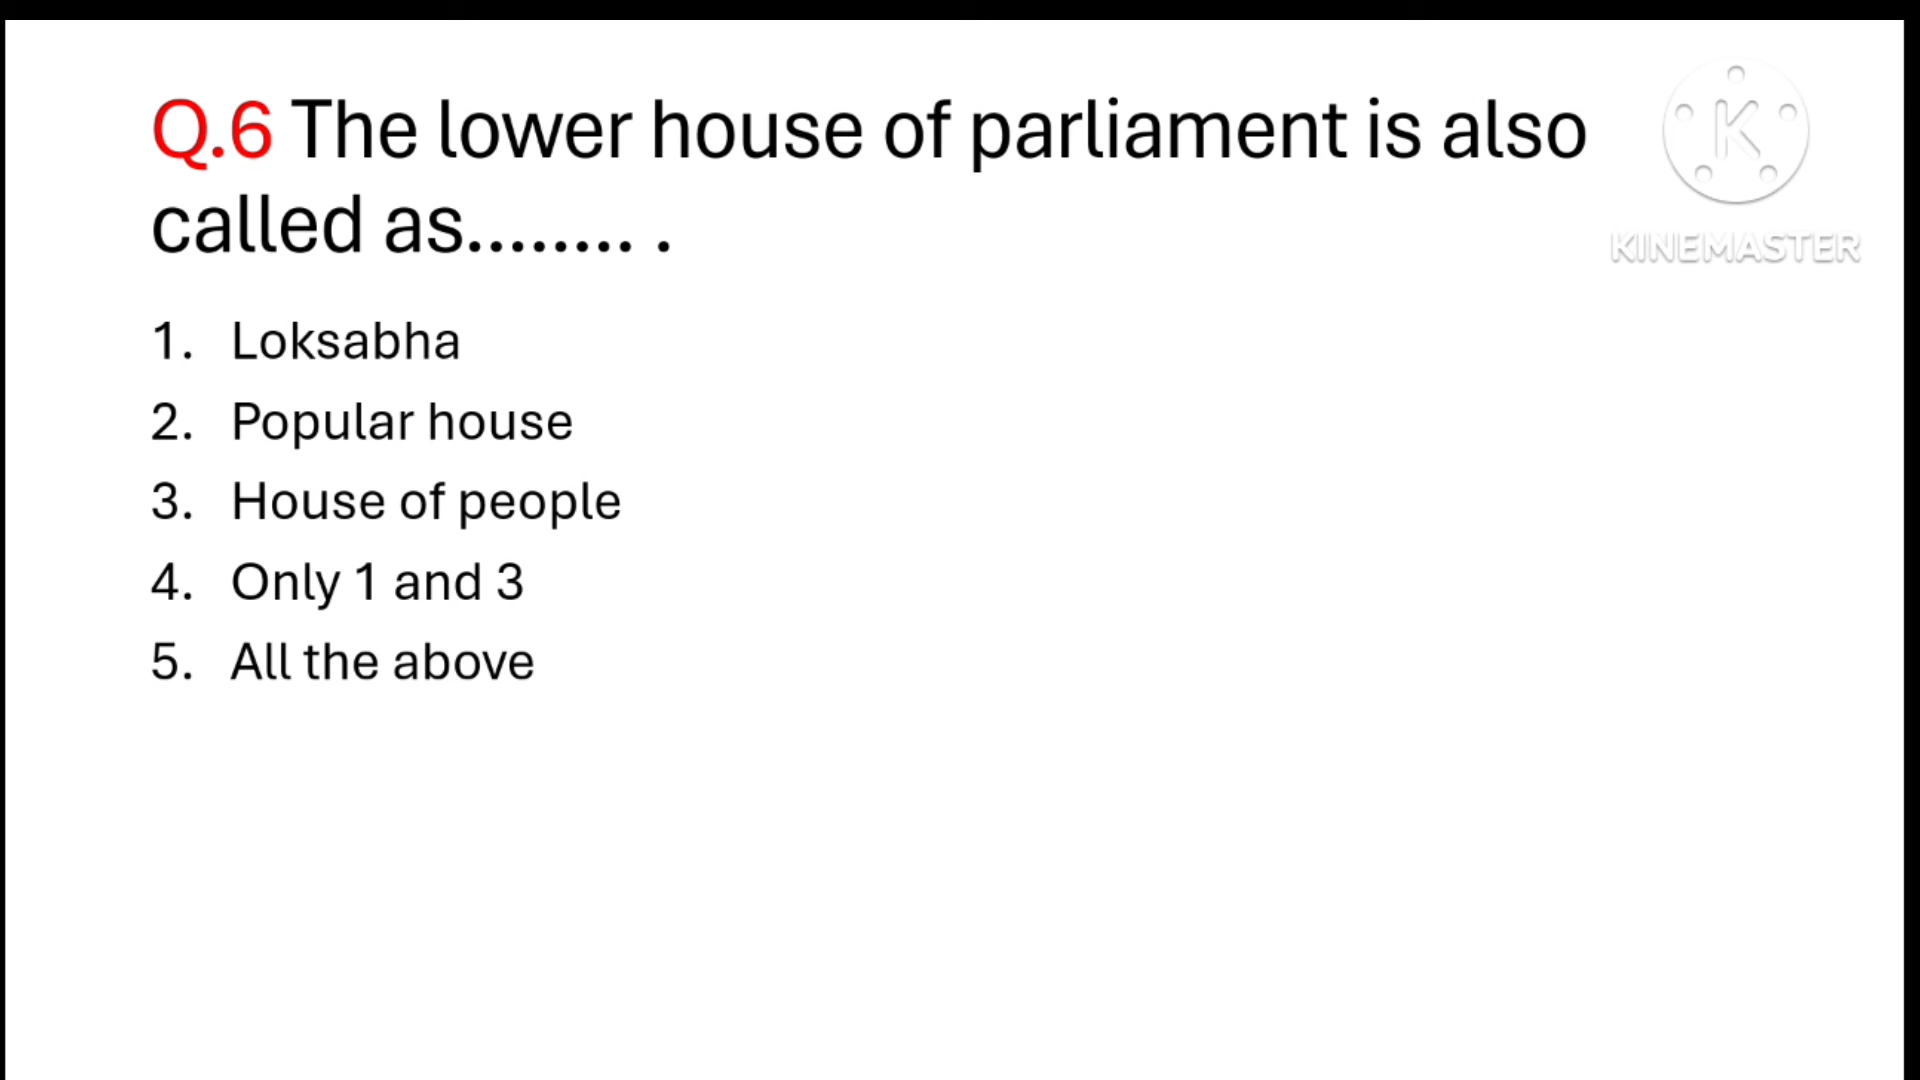 Q.6 The lower house of parliament is also
called as........ .
K
KINEMASTER
1. Loksabha
2. Popular house
3. House of people
4. Only 1 and 3
5. All the above